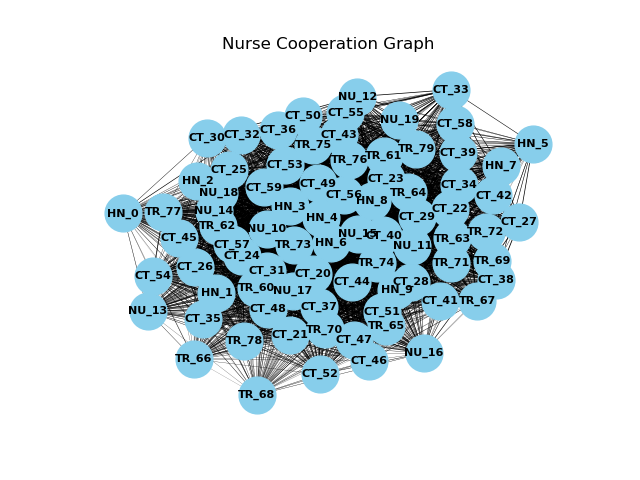 Nurse Cooperation Graph
CT_33
NU_12
CT_50
CT_55
NU_19
CT_58
CT_30
CT_32
CT_36
CT_43
TR_75
HN_5
TR_79
CT_39
TR_61
TR_76
CT_53
HN_7
CT_25
HN_2
CT_59
CT_49
CT_23
CT_34
NU_18
CT_56
TR_64
CT_42
HN_8
HN_3
CT_22
HN_0
TR_77
NU_14
HN_4
CT_29
CT_27
TR_62
NU_10
NU_15
CT_40
TR_72
CT_45
CT_57
TR_73
HN_6
NU_11
TR_63
CT_24
CT_26
CT_31
TR_74
TR_71
TR_69
CT_54
CT_20
CT_44
CT_28
CT_38
HN_1
TR_60
NU_17
HN_9
CT_41
TR_67
NU_13
CT_48
CT_37
CT_51
CT_35
TR_70
TR_65
CT_21
TR_78
CT_47
TR_66
CT_46
NU_16
CT_52
TR_68